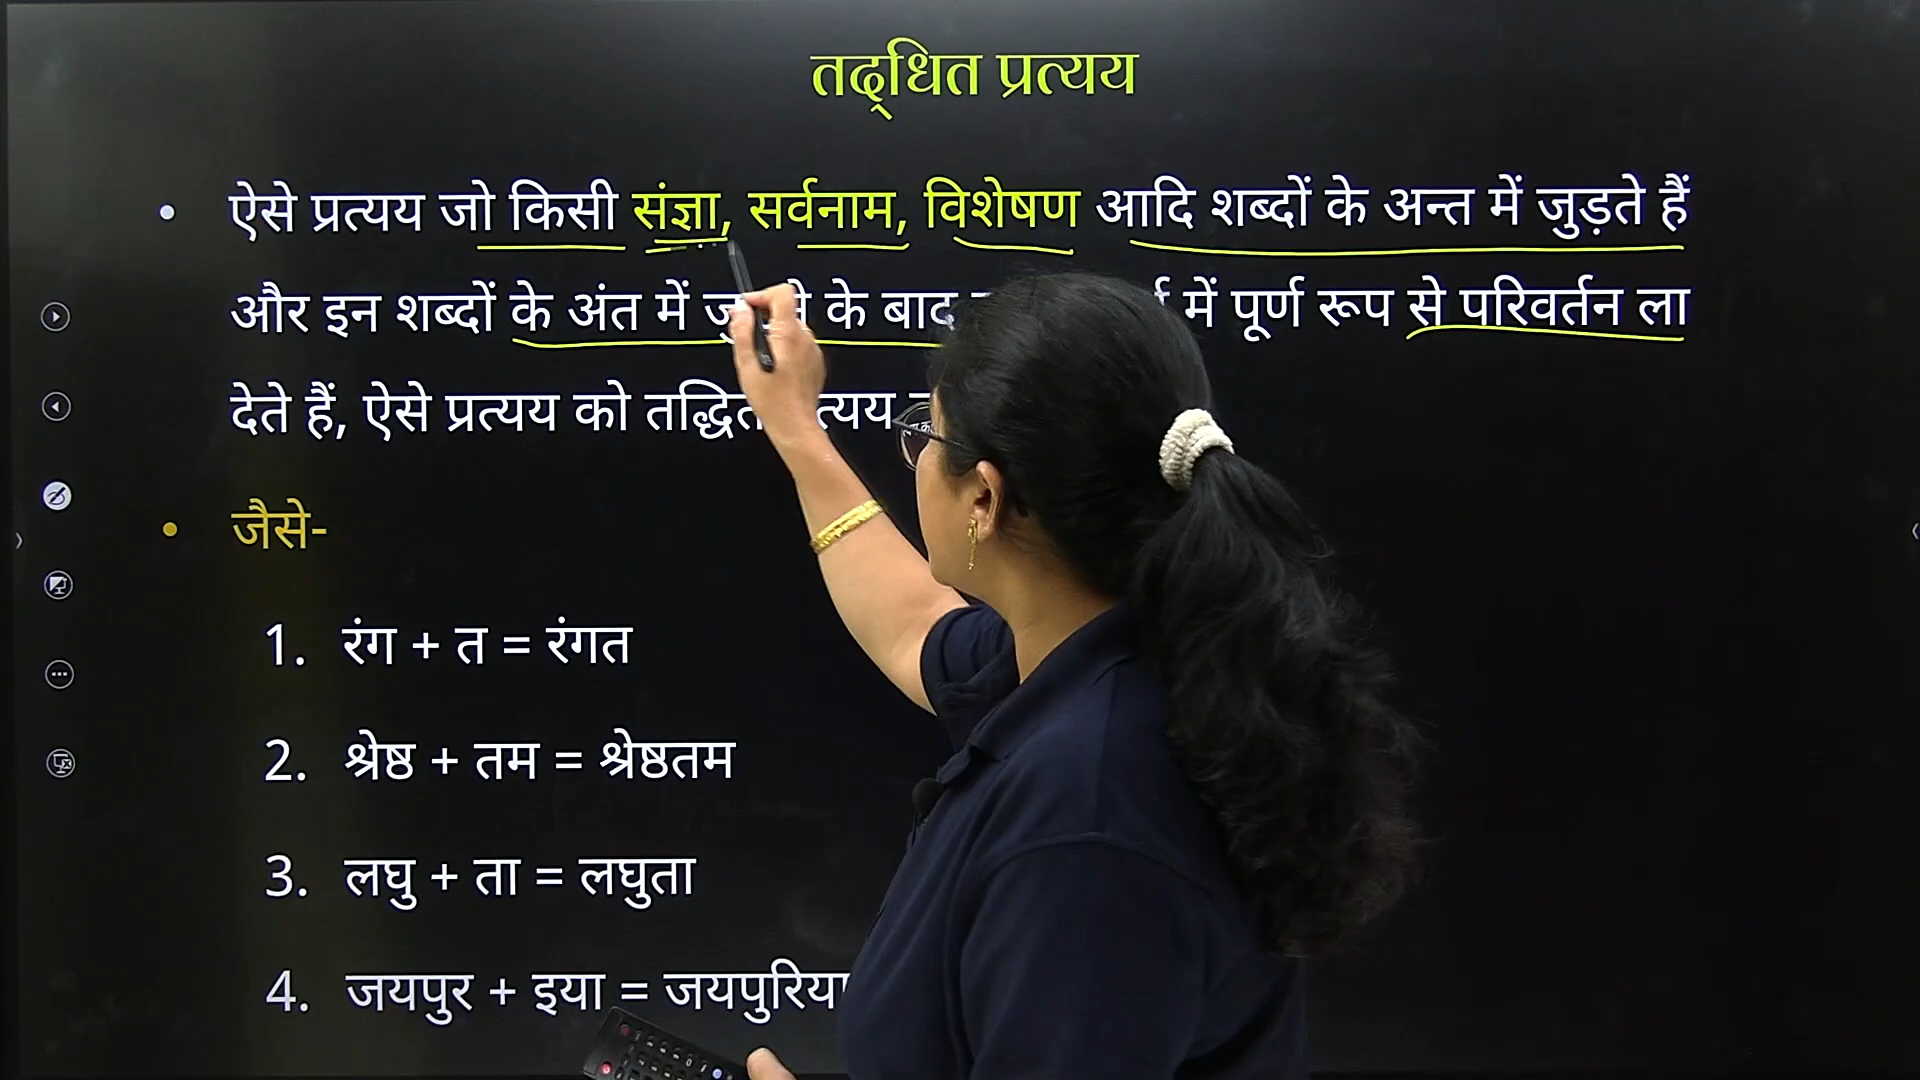 तद्धित प्रत्यय
• ऐसे प्रत्यय जो किसी संज्ञा, सर्वनाम, विशेषण आदि शब्दों के अन्त में जुड़ते हैं
और इन शब्दों के अंत में के बाद में पूर्ण रूप से परिवर्तन ला
देते हैं, ऐसे प्रत्यय को तद्धित
• जैसे-
1. रंग + त = रंगत
2. श्रेष्ठ + तम = श्रेष्ठतम
3. लघु + ता = लघुता
4. जयपुर + इया = जयपुरिया